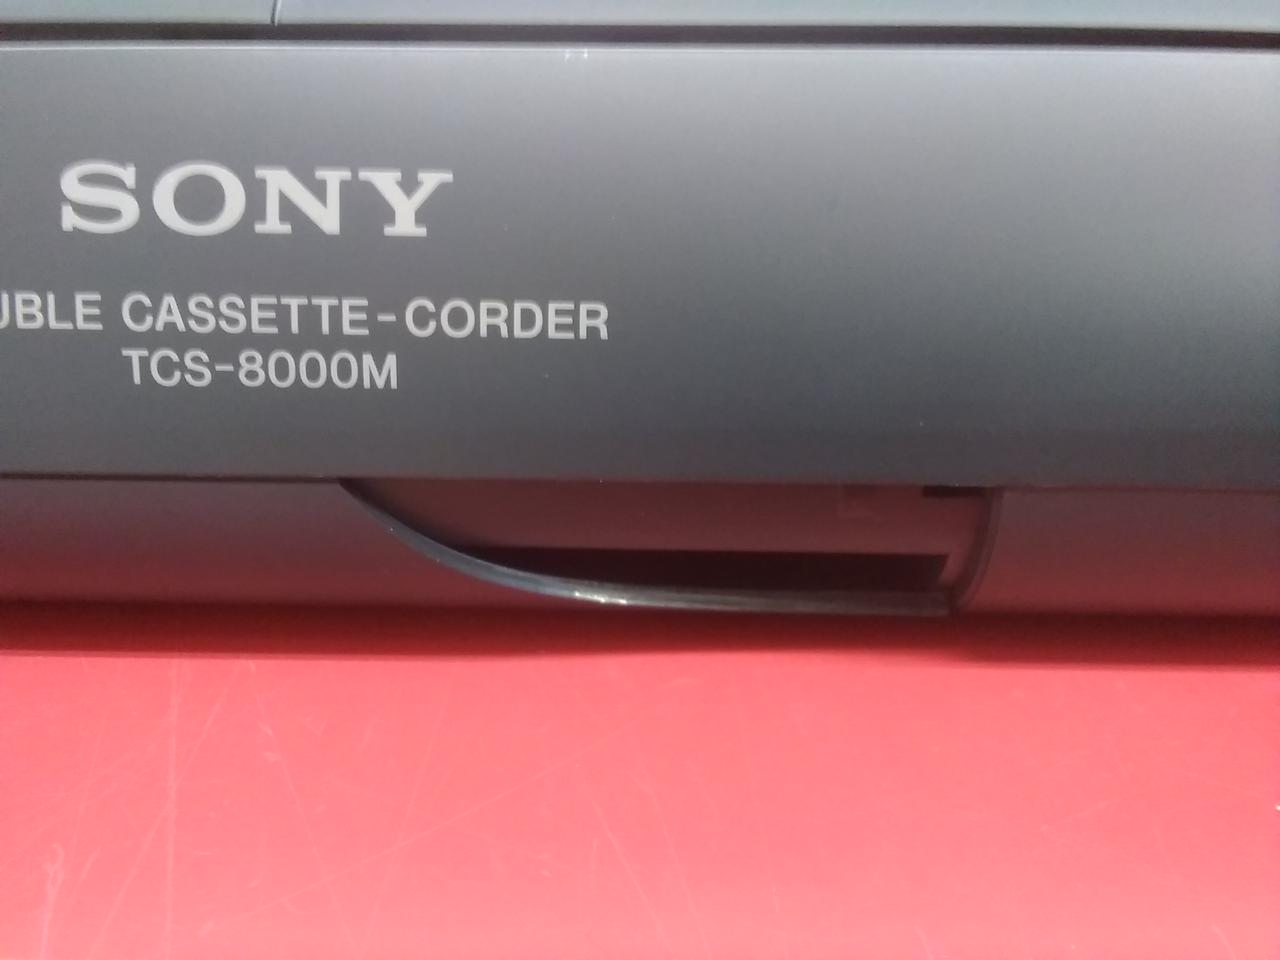 SONY
UBLE CASSETTE-CORDER
TCS-8000M